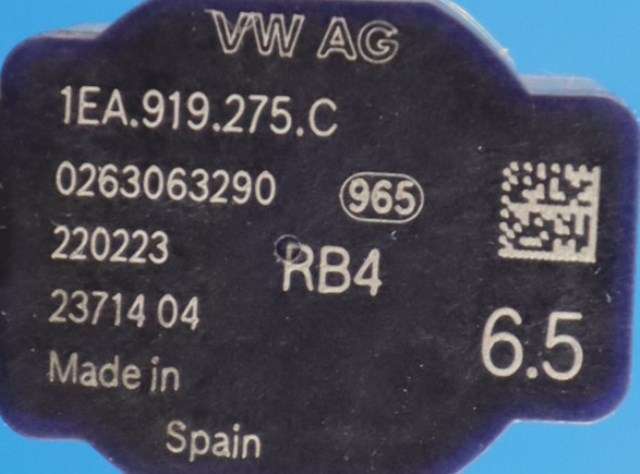 VW AG
1EA.919.275.C
0263063290 965
220223
RB4
23714 04
6.5
Made in
Spain